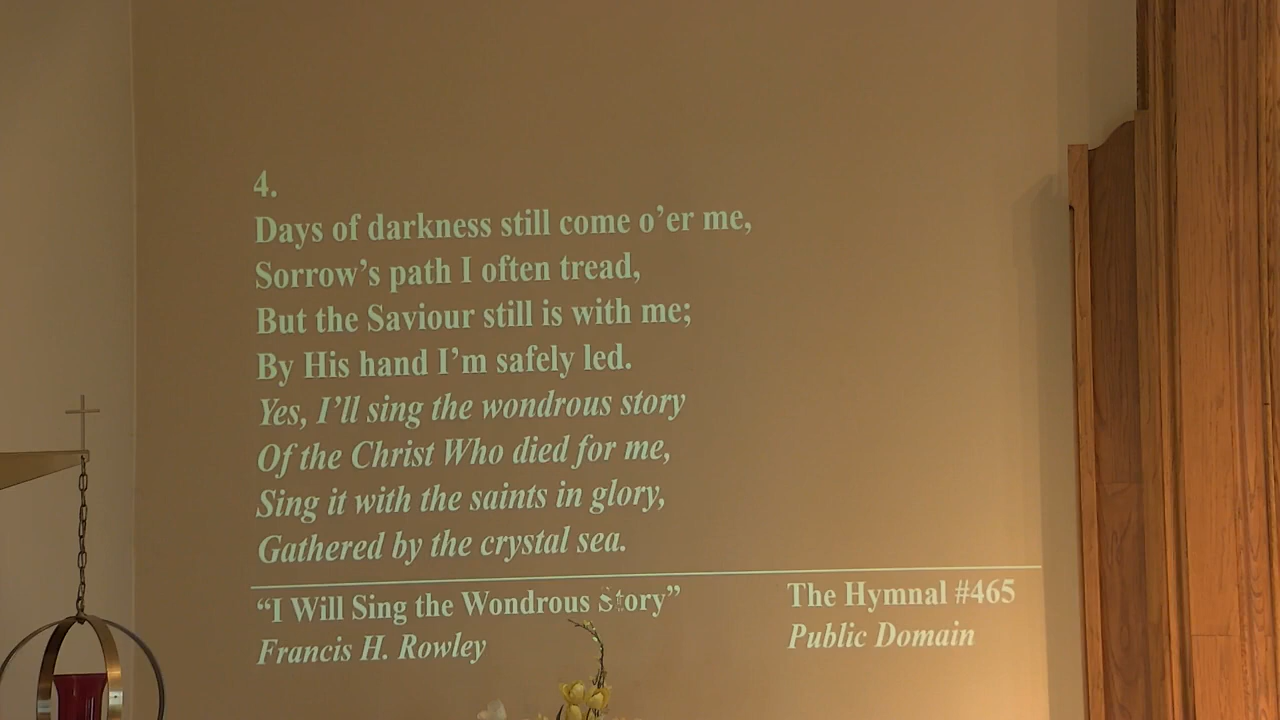 4.
Days of darkness still come o’er me,
Sorrow’s path I often tread,
But the Saviour still is with me;
By His hand I’m safely led.
Yes, I’ll sing the wondrous story
Of the Christ Who died for me,
Sing it with the saints in glory,
Gathered by the crystal sea.
“I Will Sing the Wondrous Story”
Francis H. Rowley
The Hymnal #465
Public Domain